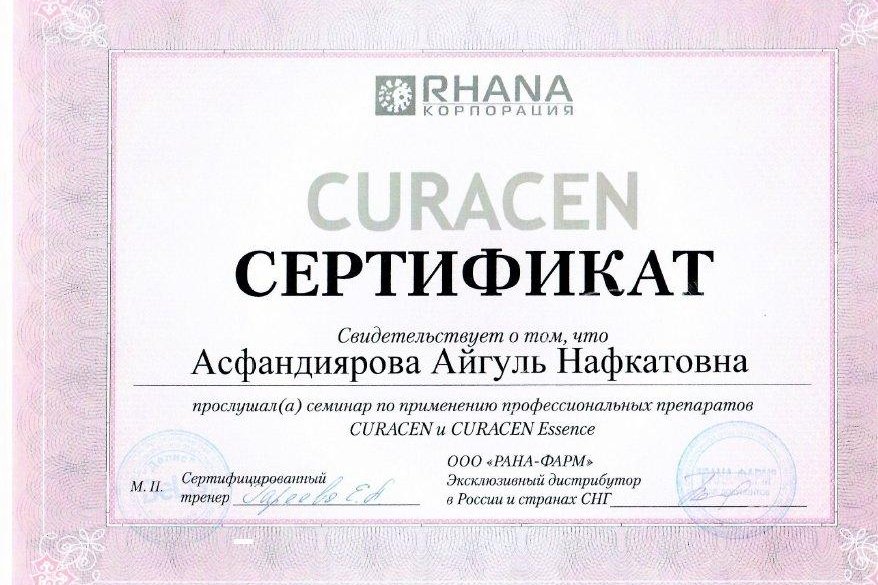 RHANA
КОРПОРАЦИЯ
CURACEN
СЕРТИФИКАТ
Свидетельствует о том, что
Асфандиярова Айгуль Нафкатовна
прослушал(а) семинар по применению профессиональных препаратов
CURACEN и CURACEN Essence
М. П.
Сертифицированный
тренер
ООО «РАНА-ФАРМ»
Эксклюзивный дистрибутор
в России и странах СНГ